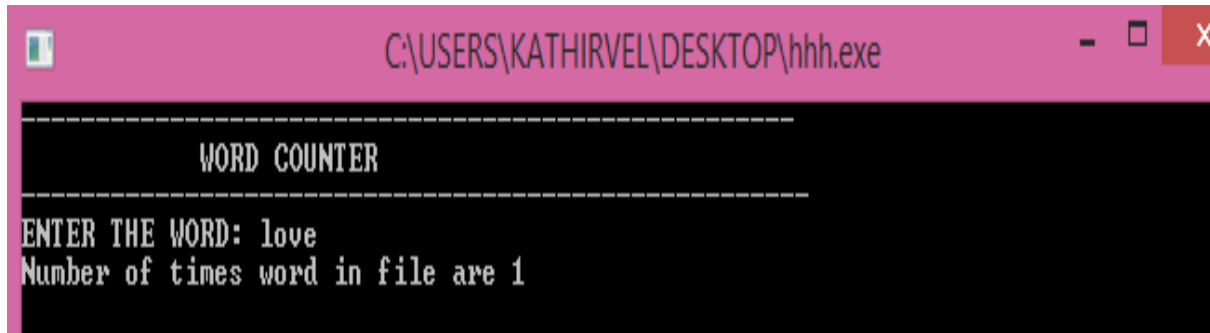 C:\USERS\KATHIRVEL\DESKTOP\hhh.exe
WORD COUNTER
ENTER THE WORD: love
Number of times word in file are 1